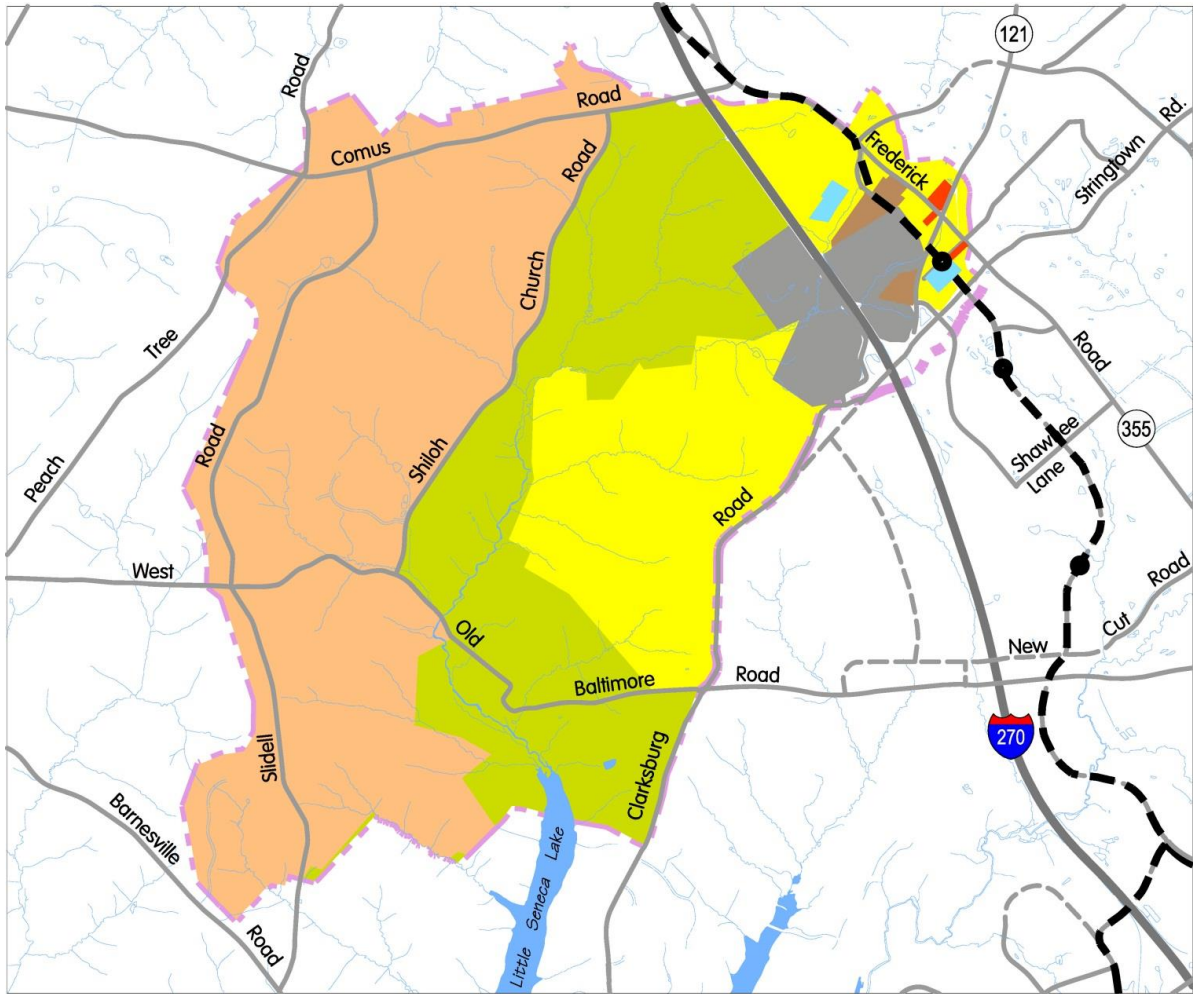 121
Road
Road
Comus
Road
Frederick
Stringtown Rd.
Church
Tree
Road
Peach
Shiloh
Road
355
Shawnee
Lane
Road
West
Old
Road
Cut
New
Baltimore
Road
270
Slidell
Clarksburg
Barnesville
Road
Little Seneca Lake